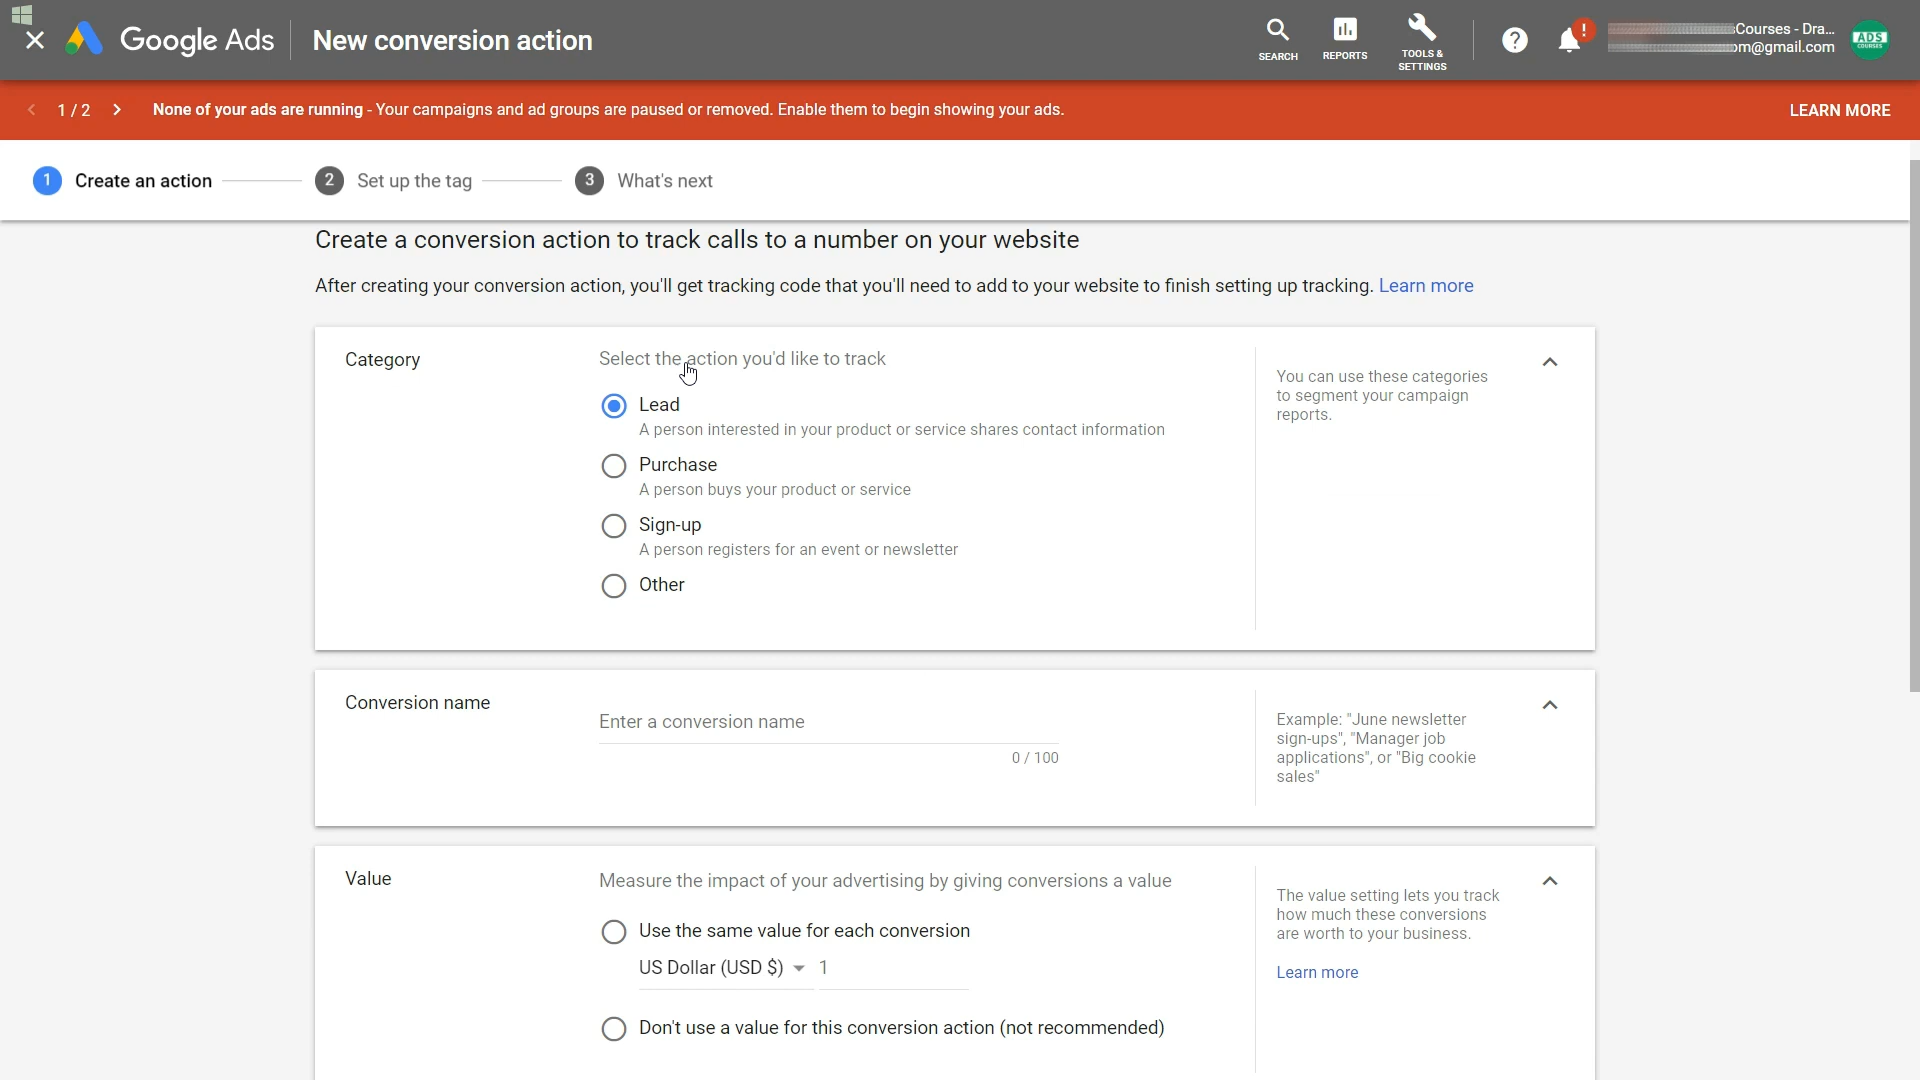 Google Ads
New conversion action
SEARCH
REPORTS
TOOLS &
SETTINGS
?
!
Courses - Dra...
m@gmail.com
ADS
COURSES
1 / 2
None of your ads are running - Your campaigns and ad groups are paused or removed. Enable them to begin showing your ads.
LEARN MORE
1 Create an action
2 Set up the tag
3 What's next
Create a conversion action to track calls to a number on your website
After creating your conversion action, you'll get tracking code that you'll need to add to your website to finish setting up tracking. Learn more
Category
Select the action you'd like to track
Lead
A person interested in your product or service shares contact information
Purchase
A person buys your product or service
Sign-up
A person registers for an event or newsletter
Other
You can use these categories
to segment your campaign
reports.
Conversion name
Enter a conversion name
0 / 100
Example: "June newsletter
sign-ups", "Manager job
applications", or "Big cookie
sales"
Value
Measure the impact of your advertising by giving conversions a value
Use the same value for each conversion
US Dollar (USD $) 1
Don't use a value for this conversion action (not recommended)
The value setting lets you track
how much these conversions
are worth to your business.
Learn more